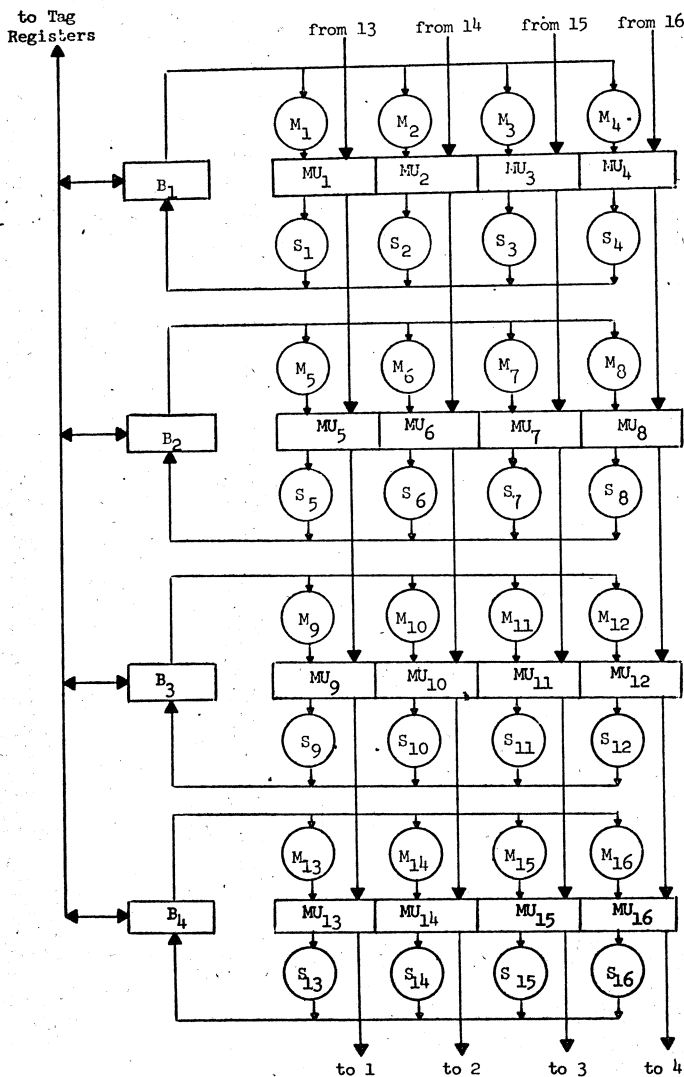 to Tag
Registers
from 13 from 14 from 15 from 16
M1 M2 M3 M4
B1 MU1 MU2 MU3 MU4
S1 S2 S3 S4
M5 M6 M7 M8
B2 MU5 MU6 MU7 MU8
S5 S6 S7 S8
M9 M10 M11 M12
B3 MU9 MU10 MU11 MU12
S9 S10 S11 S12
M13 M14 M15 M16
B4 MU13 MU14 MU15 MU16
S13 S14 S15 S16
to 1 to 2 to 3 to 4